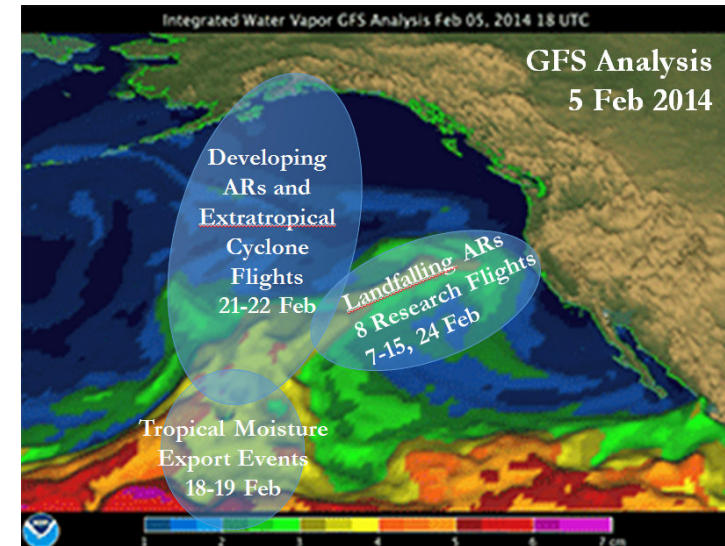 Integrated Water Vapor GFS Analysis Feb 05, 2014 18 UTC
GFS Analysis
5 Feb 2014
Developing
ARs and
Extratropical
Cyclone
Flights
21-22 Feb
Landfalling ARs
8 Research Flights
7-15, 24 Feb
Tropical Moisture
Export Events
18-19 Feb
1 2 3 4 5 6 7 cm